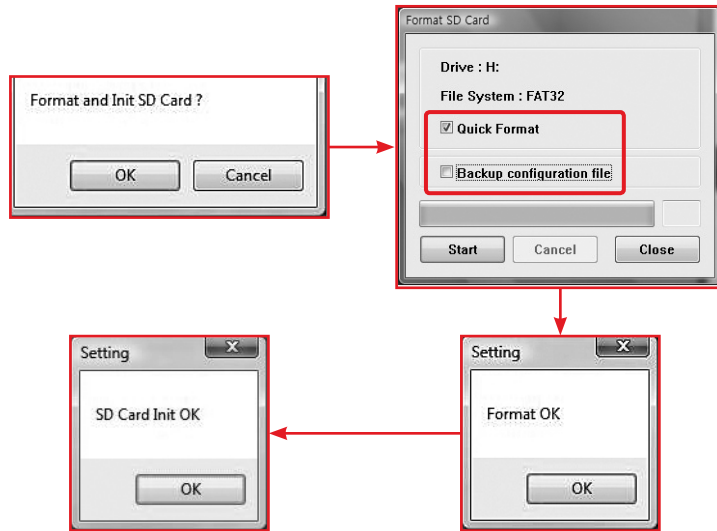 Format and Init SD Card ?
OK
Cancel
Format SD Card
Drive : H:
File System : FAT32
Quick Format
Backup configuration file
Start
Cancel
Close
Setting
Format OK
OK
Setting
SD Card Init OK
OK